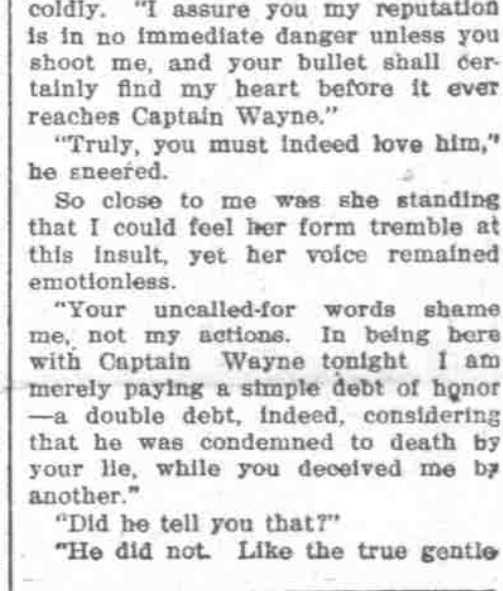 coldly. "I assure you my reputation
is in no immediate danger unless you
shoot me, and your bullet shall cer-
tainly find my heart before it ever
reaches Captain Wayne."
"Truly, you must indeed love him,"
he sneered.
So close to me was she standing
that I could feel her form tremble at
this insult, yet her voice remained
emotionless.
"Your uncalled-for words shame
me, not my actions. In being here
with Captain Wayne tonight I am
merely paying a simple debt of honor
—a double debt, indeed, considering
that he was condemned to death by
your lie, while you deceived me by
another."
"Did he tell you that?"
"He did not. Like the true gentle